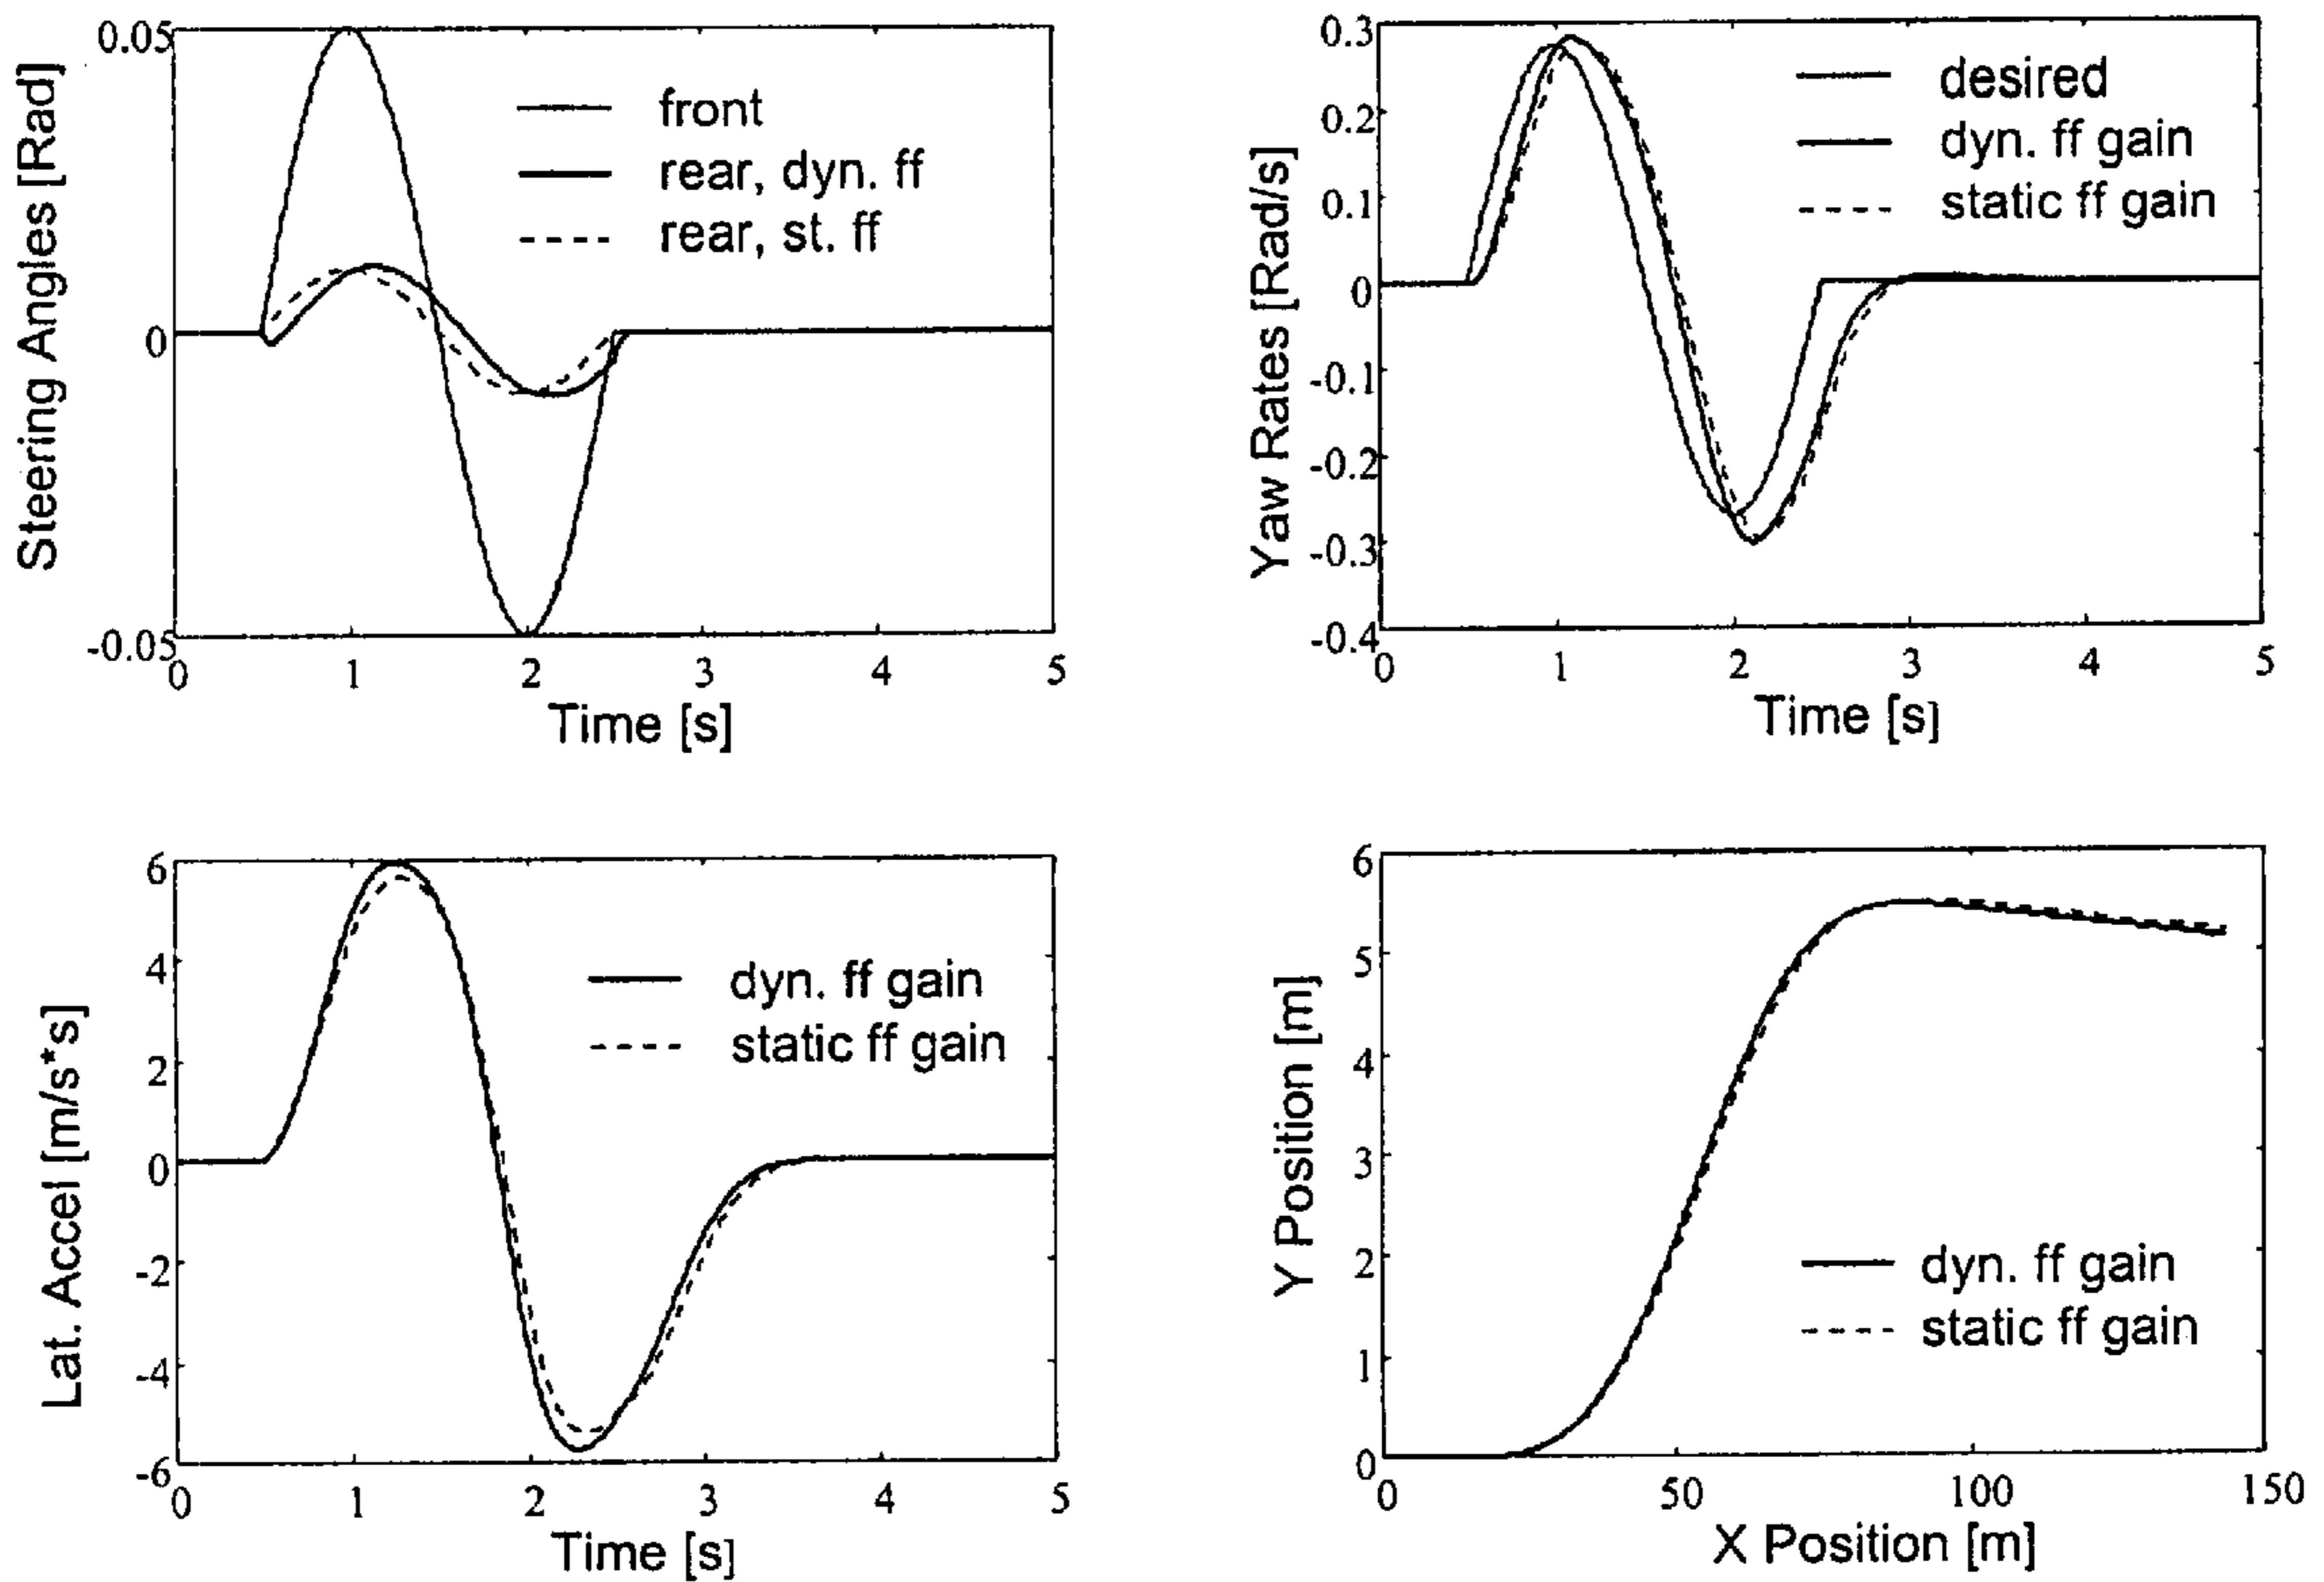 Steering Angles [Rad]
0.05
0
-0.05
front
rear, dyn. ff
rear, st. ff
0 1 2 3 4 5
Time [s]
Yaw Rates [Rad/s]
0.3
0.2
0.1
0
-0.1
-0.2
-0.3
-0.4
desired
dyn. ff gain
static ff gain
0 1 2 3 4 5
Time [s]
Lat. Accel [m/s*s]
6
4
2
0
-2
-4
-6
dyn. ff gain
static ff gain
0 1 2 3 4 5
Time [s]
Y Position [m]
6
5
4
3
2
1
0
dyn. ff gain
static ff gain
0 50 100 150
X Position [m]